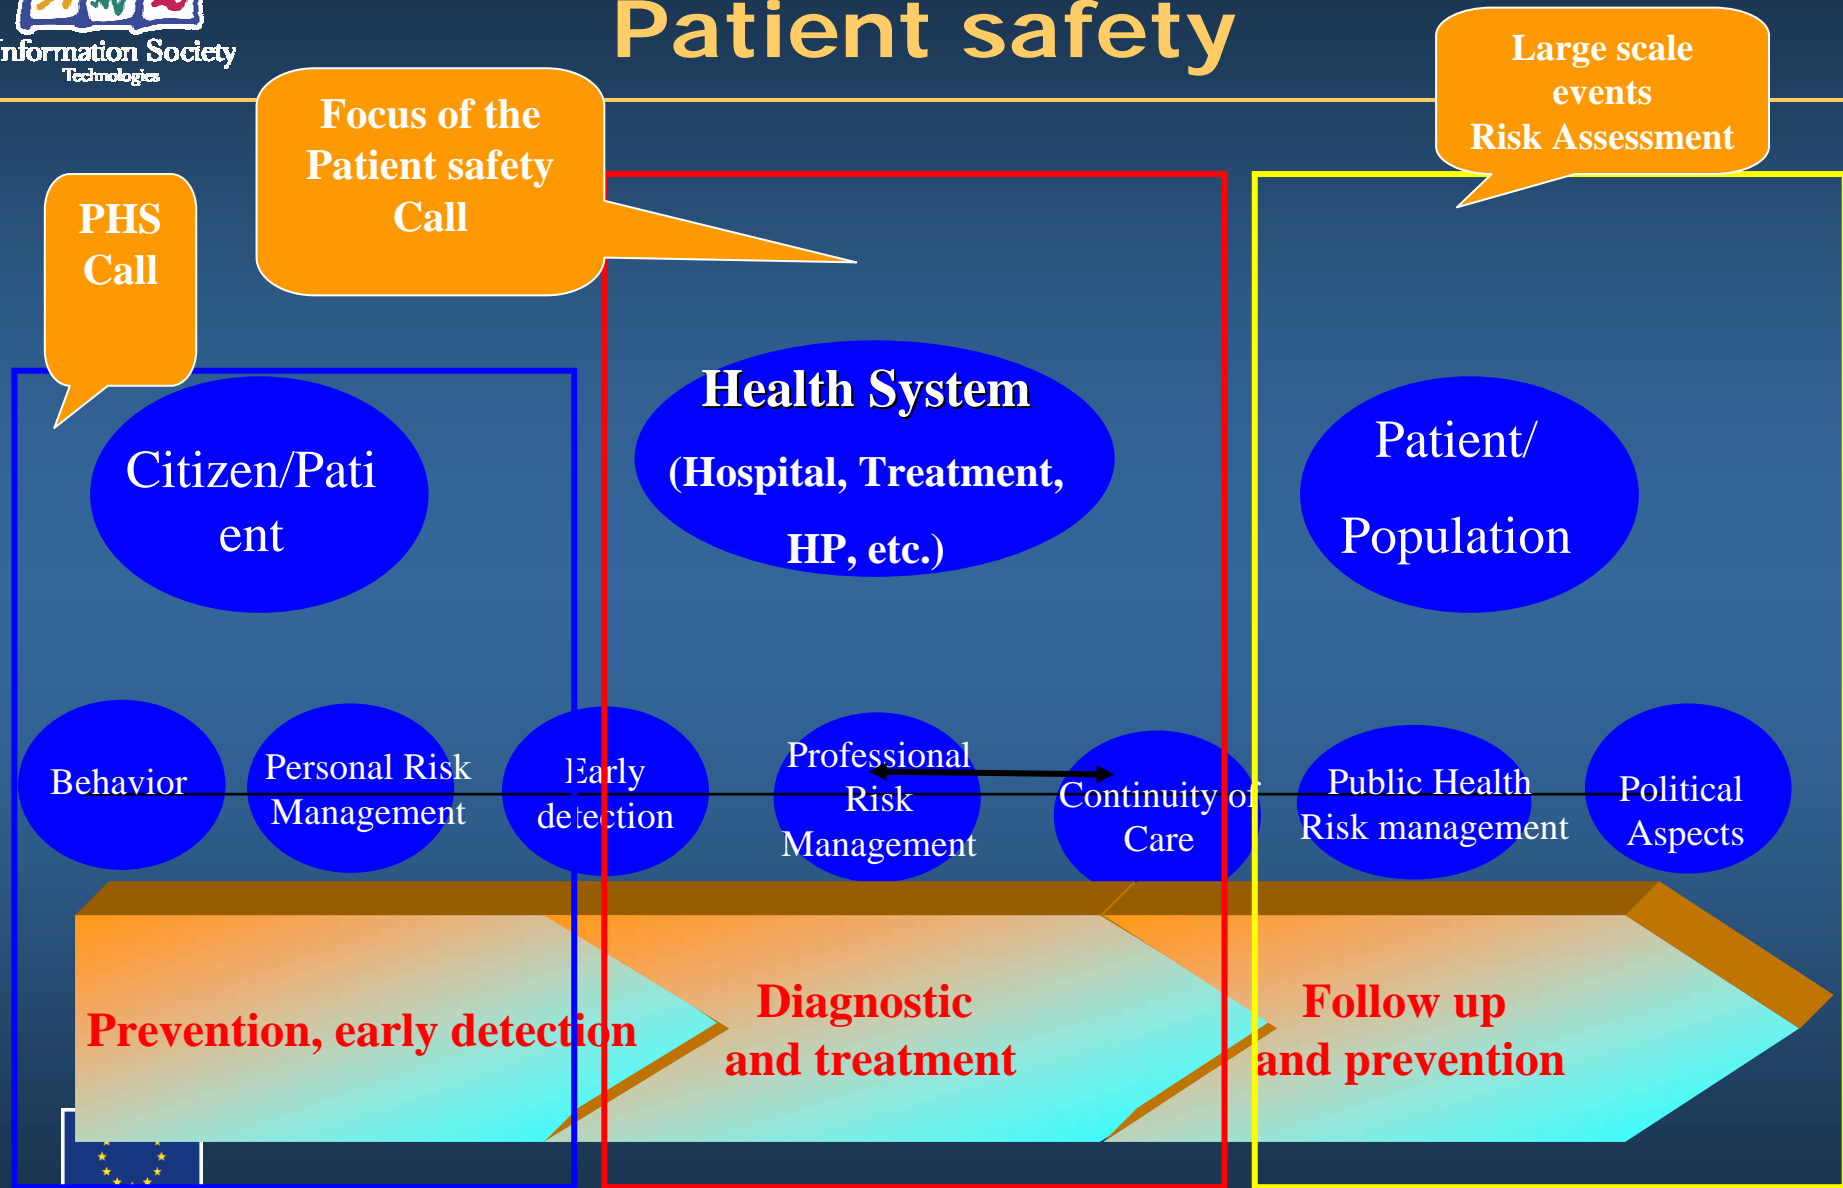 Patient safety
nformation Society
Technologies
Large scale
events
Risk Assessment
Focus of the
Patient safety
Call
PHS
Call
Citizen/Pati
ent
Health System
(Hospital, Treatment,
HP, etc.)
Patient/
Population
Behavior
Personal Risk
Management
Early
detection
Professional
Risk
Management
Continuity of
Care
Public Health
Risk management
Political
Aspects
Prevention, early detection
Diagnostic
and treatment
Follow up
and prevention